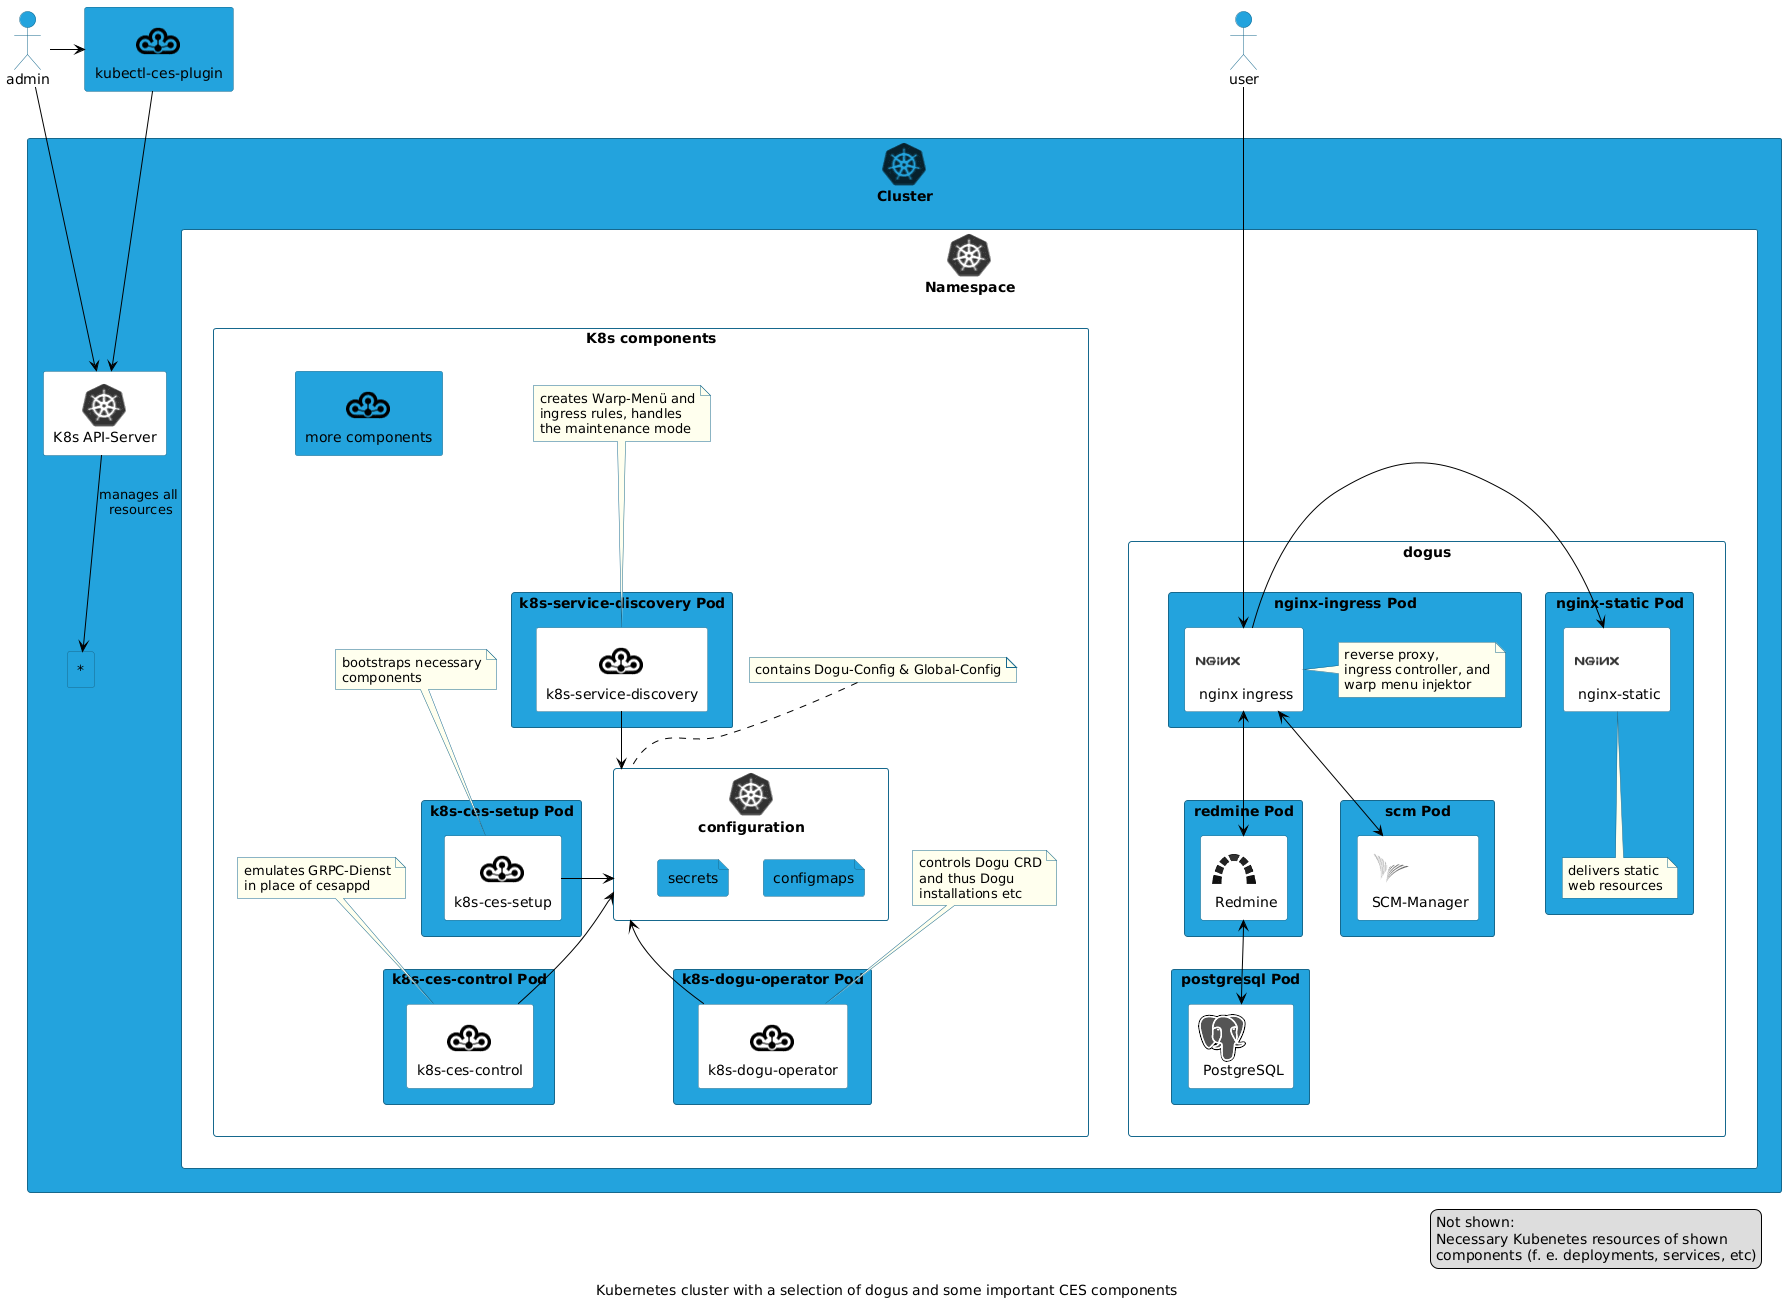 admin
kubectl-ces-plugin
user
Cluster
Namespace
K8s components
K8s API-Server
manages all
resources
*
more components
creates Warp-Menü and
ingress rules, handles
the maintenance mode
k8s-service-discovery Pod
k8s-service-discovery
bootstraps necessary
components
contains Dogu-Config & Global-Config
k8s-ces-setup Pod
k8s-ces-setup
configuration
secrets
configmaps
emulates GRPC-Dienst
in place of cesappd
controls Dogu CRD
and thus Dogu
installations etc
k8s-ces-control Pod
k8s-ces-control
k8s-dogu-operator Pod
k8s-dogu-operator
dogus
nginx-ingress Pod
NGINX
nginx ingress
reverse proxy,
ingress controller, and
warp menu injektor
nginx-static Pod
NGINX
nginx-static
delivers static
web resources
redmine Pod
Redmine
scm Pod
SCM-Manager
postgresql Pod
PostgreSQL
Not shown:
Necessary Kubenetes resources of shown
components (f. e. deployments, services, etc)
Kubernetes cluster with a selection of dogus and some important CES components